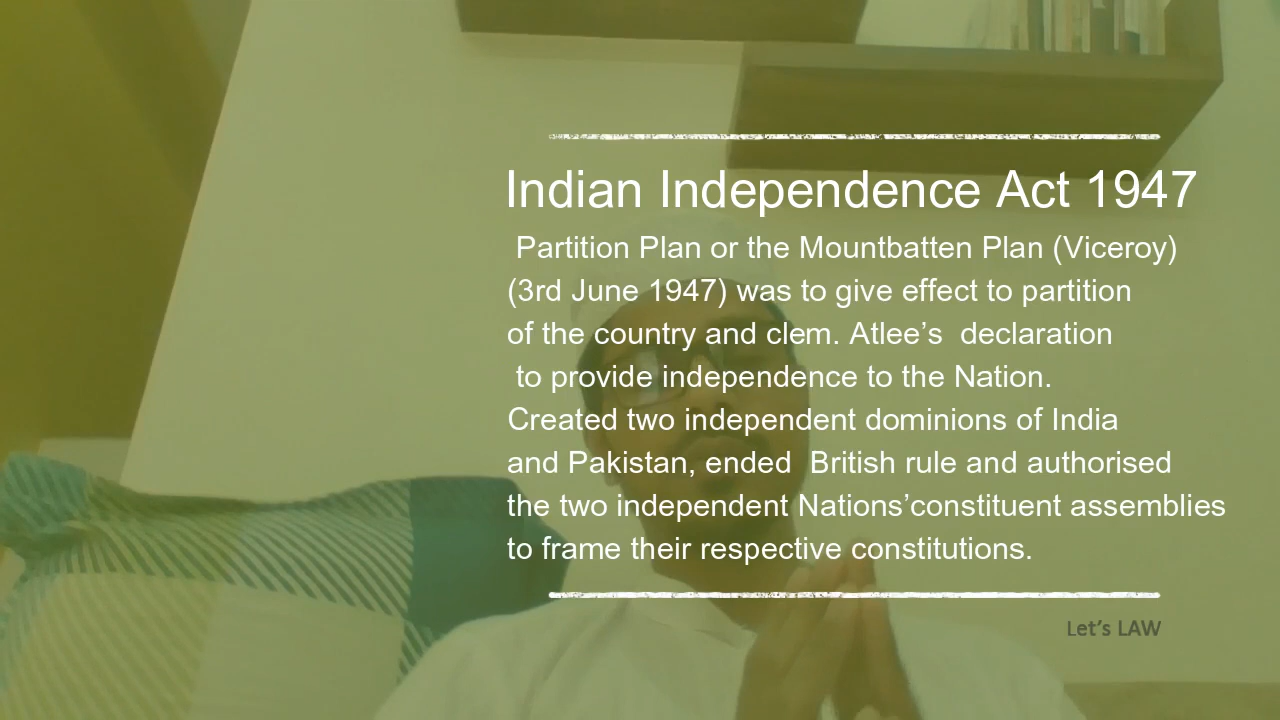 Indian Independence Act 1947
Partition Plan or the Mountbatten Plan (Viceroy)
(3rd June 1947) was to give effect to partition
of the country and clem. Atlee’s declaration
to provide independence to the Nation.
Created two independent dominions of India
and Pakistan, ended British rule and authorised
the two independent Nations’constituent assemblies
to frame their respective constitutions.
Let’s LAW